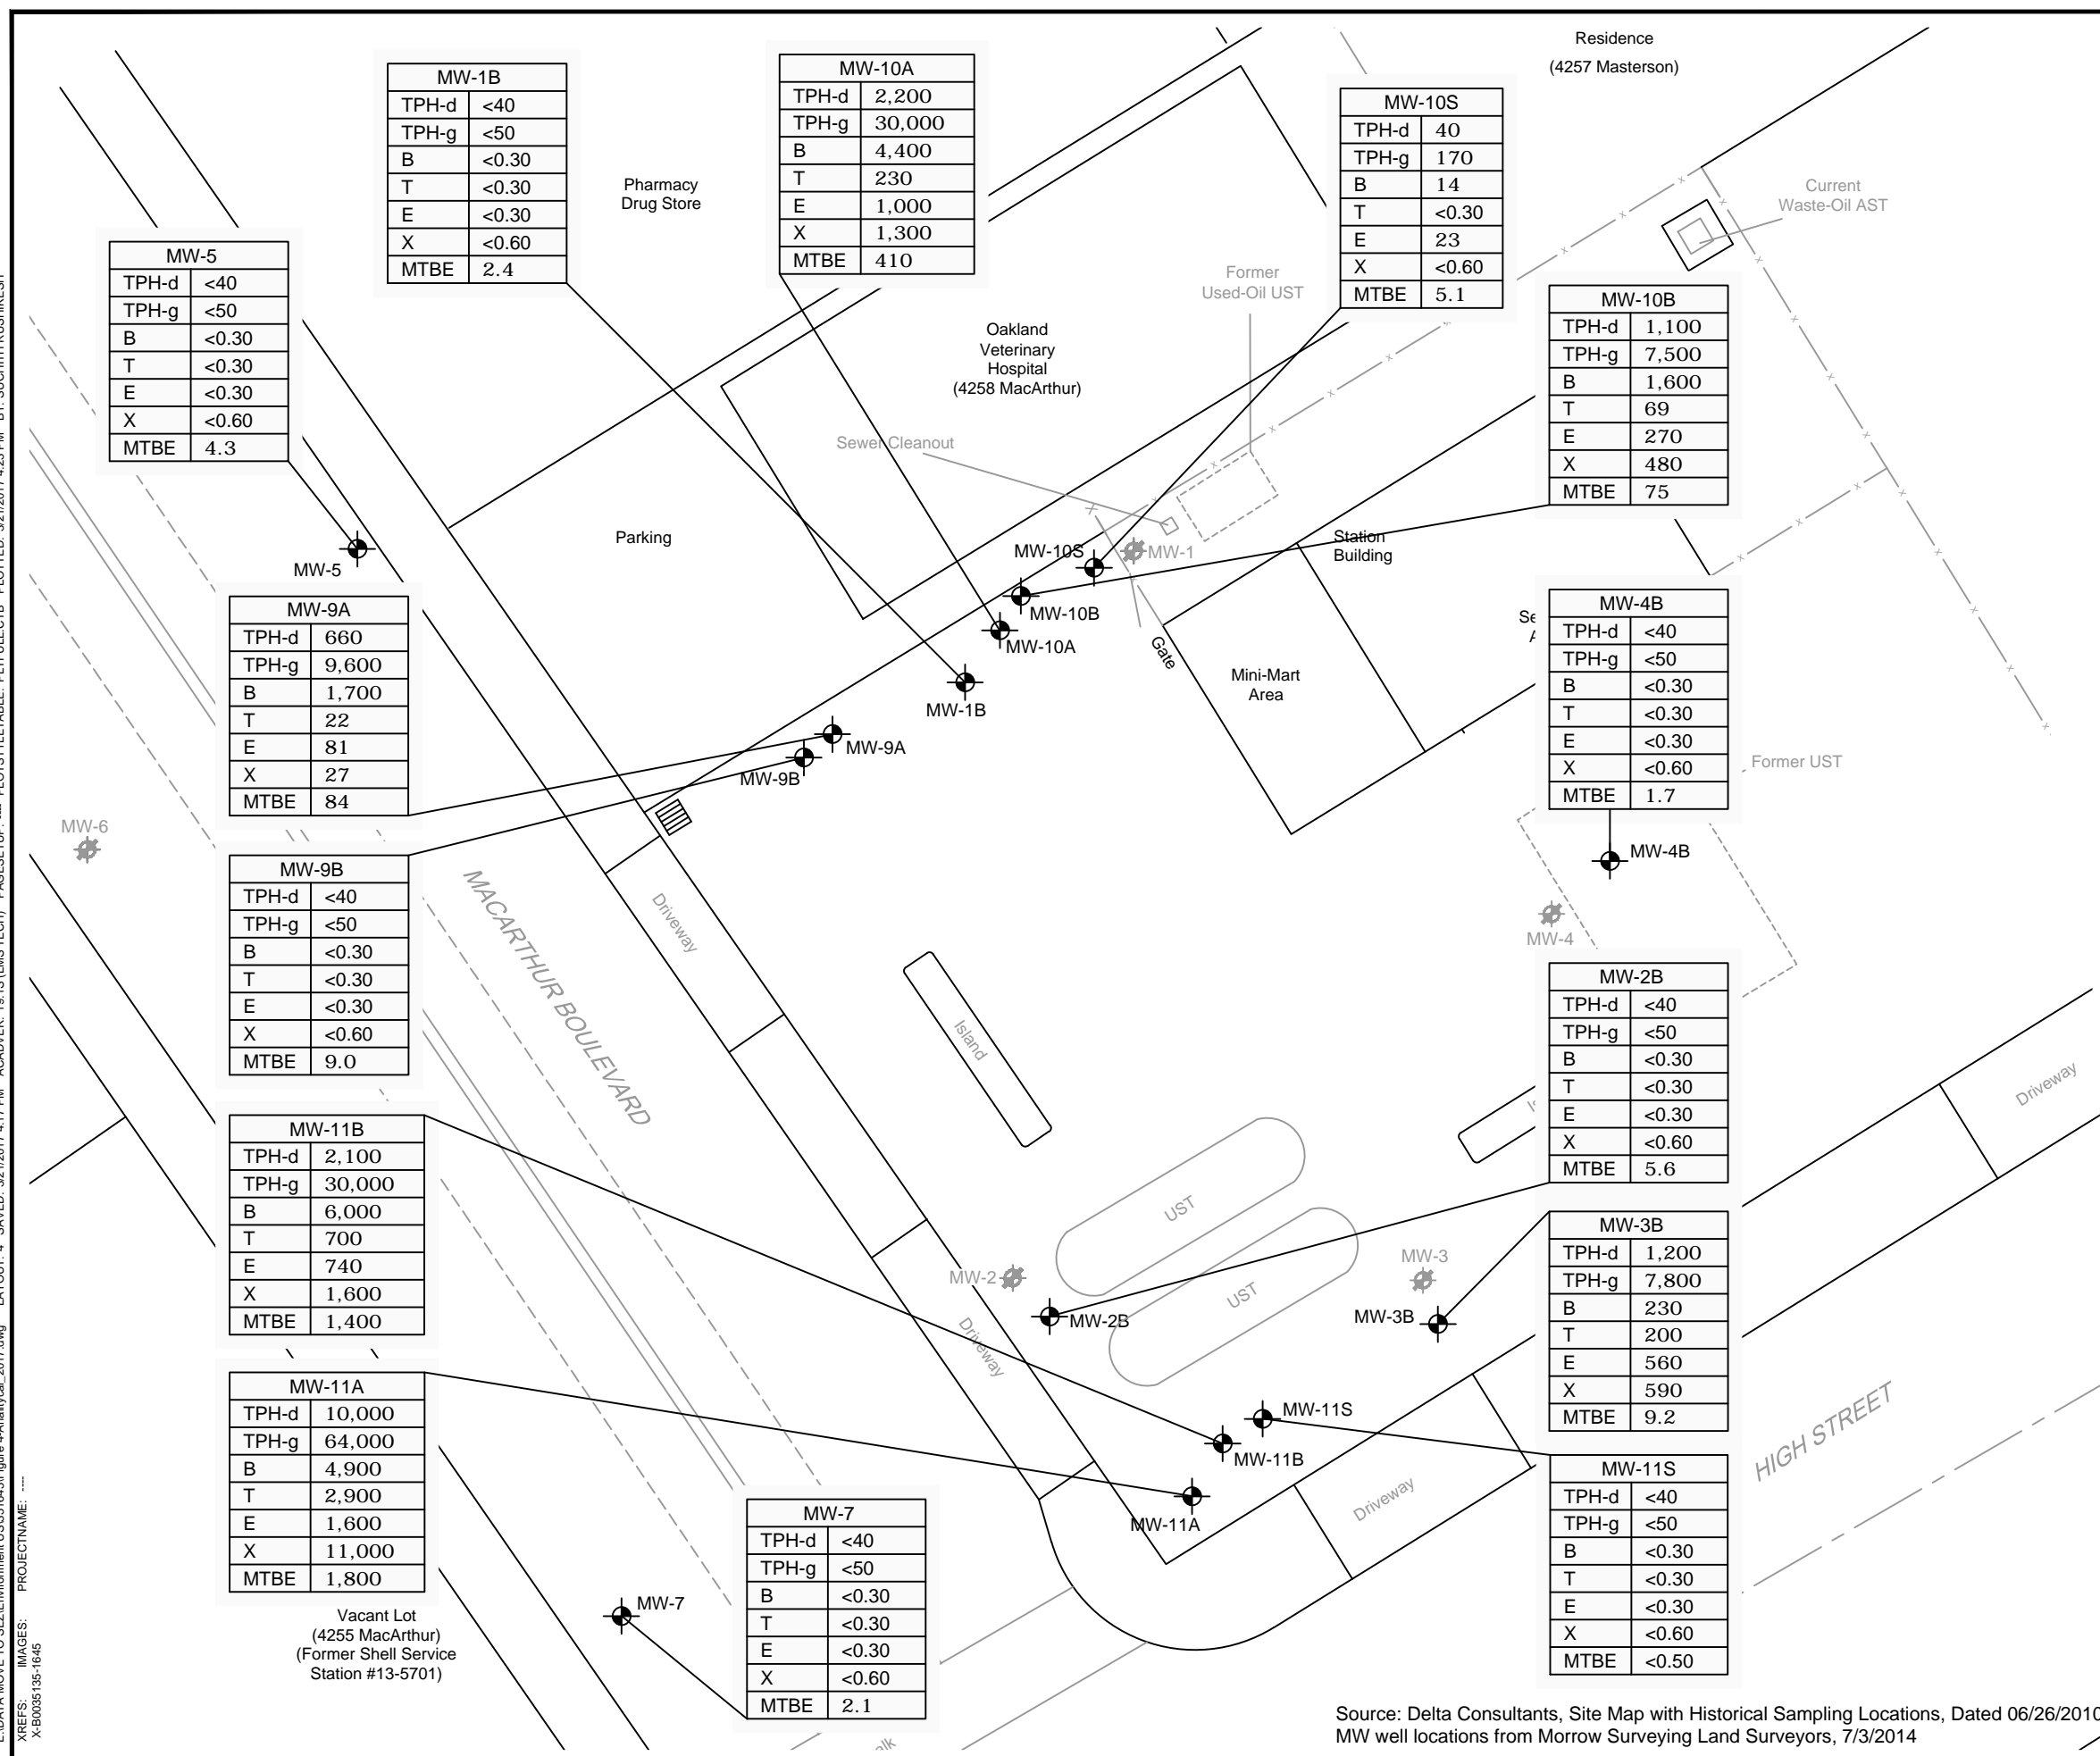 Residence
(4257 Masterson)
MW-1B
TPH-d <40
TPH-g <50
B <0.30
T <0.30
E <0.30
X <0.60
MTBE 2.4
MW-10A
TPH-d 2,200
TPH-g 30,000
B 4,400
T 230
E 1,000
X 1,300
MTBE 410
MW-10S
TPH-d 40
TPH-g 170
B 14
T <0.30
E 23
X <0.60
MTBE 5.1
Pharmacy
Drug Store
Current
Waste-Oil AST
MW-5
TPH-d <40
TPH-g <50
B <0.30
T <0.30
E <0.30
X <0.60
MTBE 4.3
Former
Used-Oil UST
MW-10B
TPH-d 1,100
TPH-g 7,500
B 1,600
T 69
E 270
X 480
MTBE 75
Oakland
Veterinary
Hospital
(4258 MacArthur)
Sewer Cleanout
Parking
Station
Building
MW-10S
MW-1
MW-5
MW-10B
MW-10A
Gate
MW-9A
TPH-d 660
TPH-g 9,600
B 1,700
T 22
E 81
X 27
MTBE 84
MW-4B
TPH-d <40
TPH-g <50
B <0.30
T <0.30
E <0.30
X <0.60
MTBE 1.7
Mini-Mart
Area
MW-1B
MW-9A
MW-9B
Former UST
MW-6
MW-4B
MW-9B
TPH-d <40
TPH-g <50
B <0.30
T <0.30
E <0.30
X <0.60
MTBE 9.0
MACARTHUR BOULEVARD
Driveway
MW-4
Island
MW-2B
TPH-d <40
TPH-g <50
B <0.30
T <0.30
E <0.30
X <0.60
MTBE 5.6
Driveway
MW-11B
TPH-d 2,100
TPH-g 30,000
B 6,000
T 700
E 740
X 1,600
MTBE 1,400
UST
UST
MW-2
MW-3
MW-2B
MW-3B
Driveway
MW-3B
TPH-d 1,200
TPH-g 7,800
B 230
T 200
E 560
X 590
MTBE 9.2
MW-11A
TPH-d 10,000
TPH-g 64,000
B 4,900
T 2,900
E 1,600
X 11,000
MTBE 1,800
MW-11S
MW-11B
MW-11A
Driveway
HIGH STREET
MW-11S
TPH-d <40
TPH-g <50
B <0.30
T <0.30
E <0.30
X <0.60
MTBE <0.50
MW-7
TPH-d <40
TPH-g <50
B <0.30
T <0.30
E <0.30
X <0.60
MTBE 2.1
MW-7
Vacant Lot
(4255 MacArthur)
(Former Shell Service
Station #13-5701)
Source: Delta Consultants, Site Map with Historical Sampling Locations, Dated 06/26/2010
MW well locations from Morrow Surveying Land Surveyors, 7/3/2014
XREFS: IMAGES: PROJECTNAME: ----
X-B0035135-1645